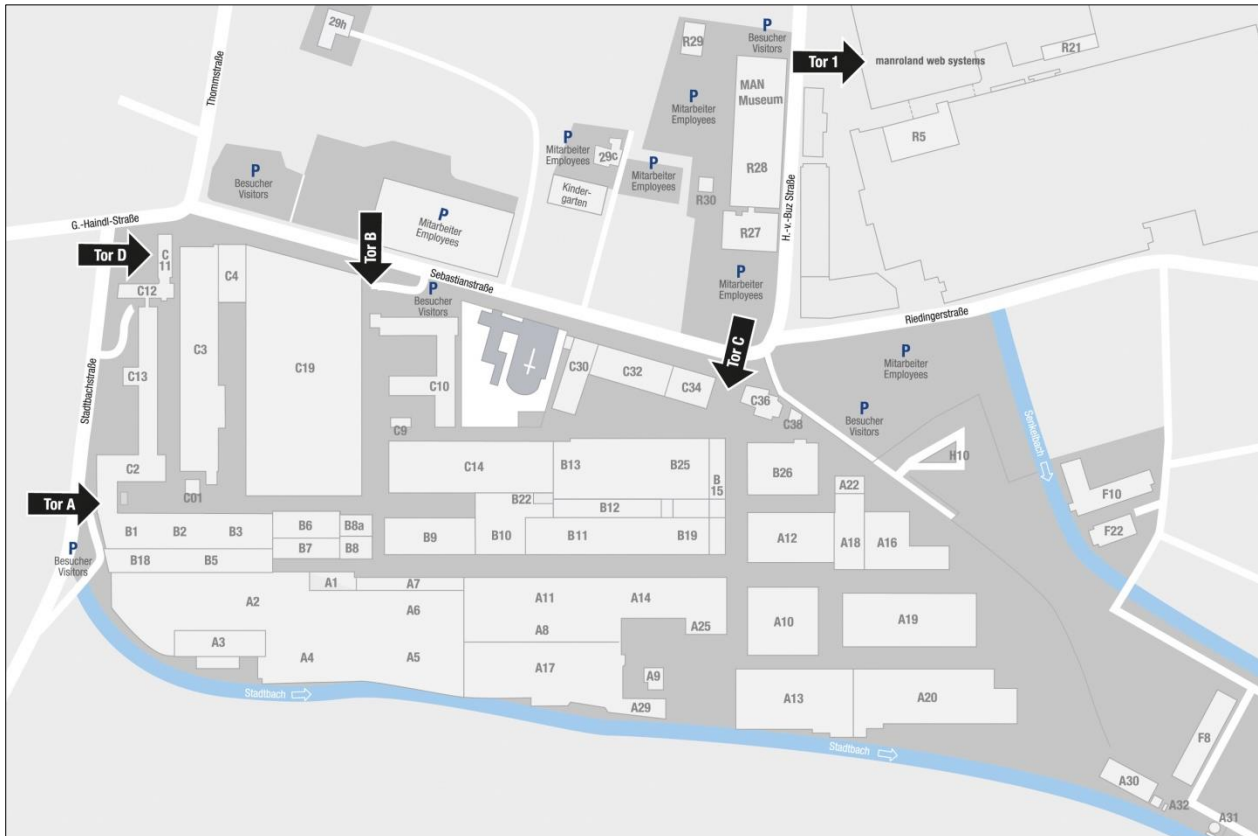 29h
Thommstraße
P
Besucher
Visitors
R29
P
Mitarbeiter
Employees
MAN
Museum
R28
R30
R27
P
Mitarbeiter
Employees
H.-v.-Buz Straße
Tor 1
manroland web systems
R21
R5
P
Besucher
Visitors
P
Mitarbeiter
Employees
29c
Kinder-
garten
P
Mitarbeiter
Employees
P
Mitarbeiter
Employees
G.-Haindl-Straße
Tor D
Tor B
Sebastianstraße
P
Besucher
Visitors
Riedingerstraße
Tor C
P
Mitarbeiter
Employees
P
Besucher
Visitors
Senkelbach
C
11
C12
C4
C3
C19
C13
Stadtbachstraße
C10
C9
C30
C32
C34
C36
C38
H10
F10
F22
C2
C01
C14
B13
B25
B
15
B26
A22
Tor A
P
Besucher
Visitors
B1
B2
B3
B6
B8a
B7
B8
B18
B5
B9
B22
B10
B12
B11
B19
A12
A18
A16
A1
A7
A2
A6
A11
A14
A8
A25
A10
A19
A3
A4
A5
A17
A9
A29
A13
A20
Stadtbach
Stadtbach
F8
A30
A32
A31